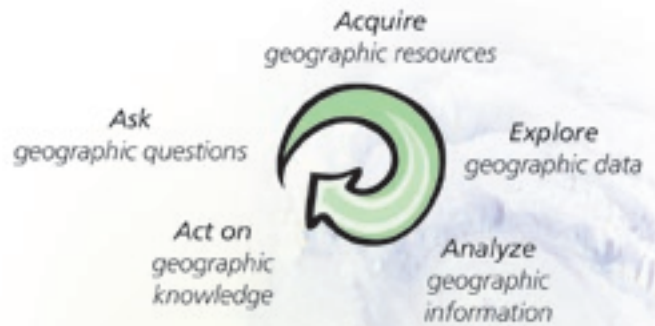 Acquire
geographic resources
Ask
geographic questions
Explore
geographic data
Act on
geographic
knowledge
Analyze
geographic
information